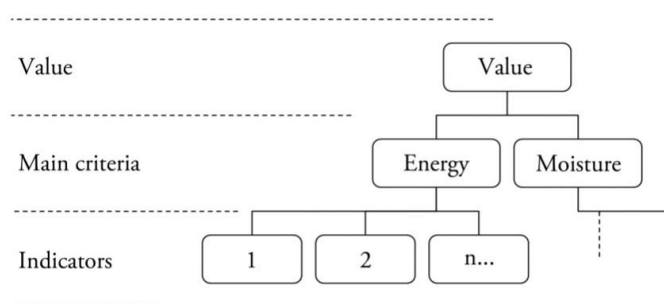 Value Value
Main criteria Energy Moisture
Indicators 1 2 n...